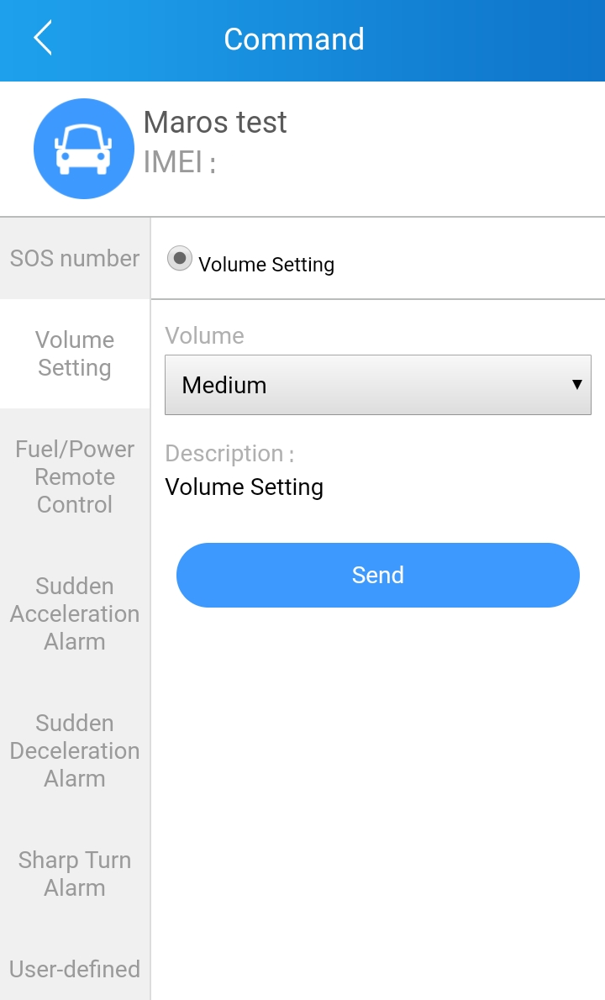 Command
Maros test
IMEI :
SOS number
Volume
Setting
Fuel/Power
Remote
Control
Sudden
Acceleration
Alarm
Sudden
Deceleration
Alarm
Sharp Turn
Alarm
User-defined
Volume Setting
Volume
Medium
Description :
Volume Setting
Send